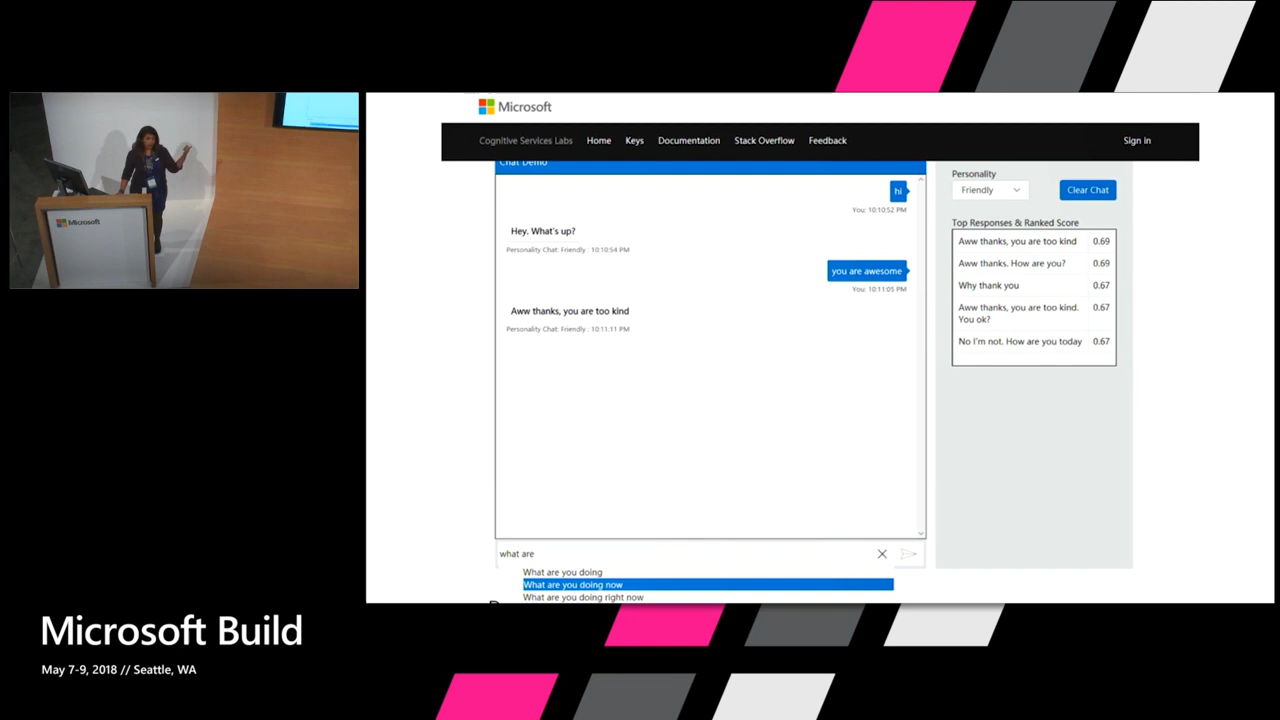 Microsoft
Microsoft
Cognitive Services Labs Home Keys Documentation Stack Overflow Feedback Sign in
Chat Demo
hi
You: 10:10:52 PM
Hey. What's up?
Personality Chat: Friendly : 10:10:54 PM
you are awesome
You: 10:11:05 PM
Aww thanks, you are too kind
Personality Chat: Friendly : 10:11:11 PM
what are
What are you doing
What are you doing now
What are you doing right now
Personality
Friendly
Clear Chat
Top Responses & Ranked Score
Aww thanks, you are too kind 0.69
Aww thanks. How are you? 0.69
Why thank you 0.67
Aww thanks, you are too kind. 0.67
You ok?
No I'm not. How are you today 0.67
Microsoft Build
May 7-9, 2018 // Seattle, WA